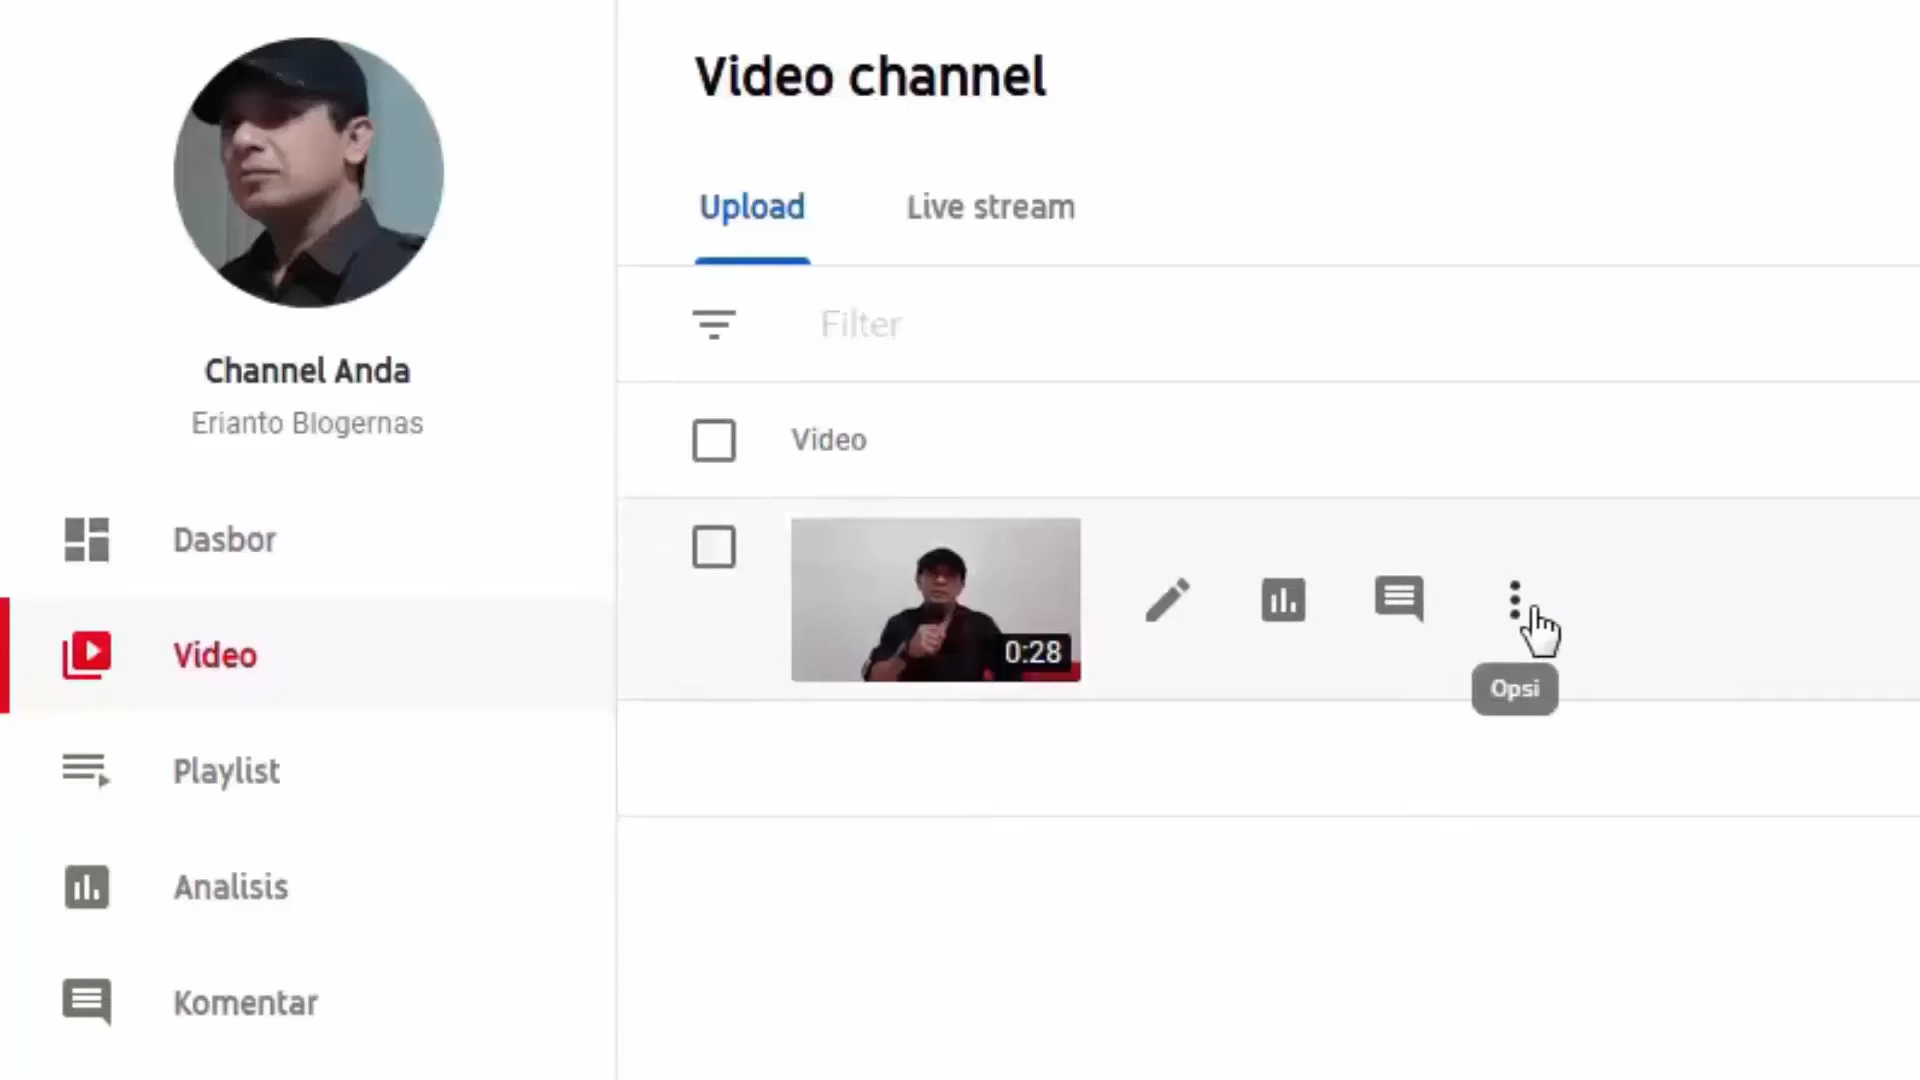 Channel Anda
Erianto Blogernas
Dasbor
Video
Playlist
Analisis
Komentar
Video channel
Upload
Live stream
Filter
Video
0:28
Opsi